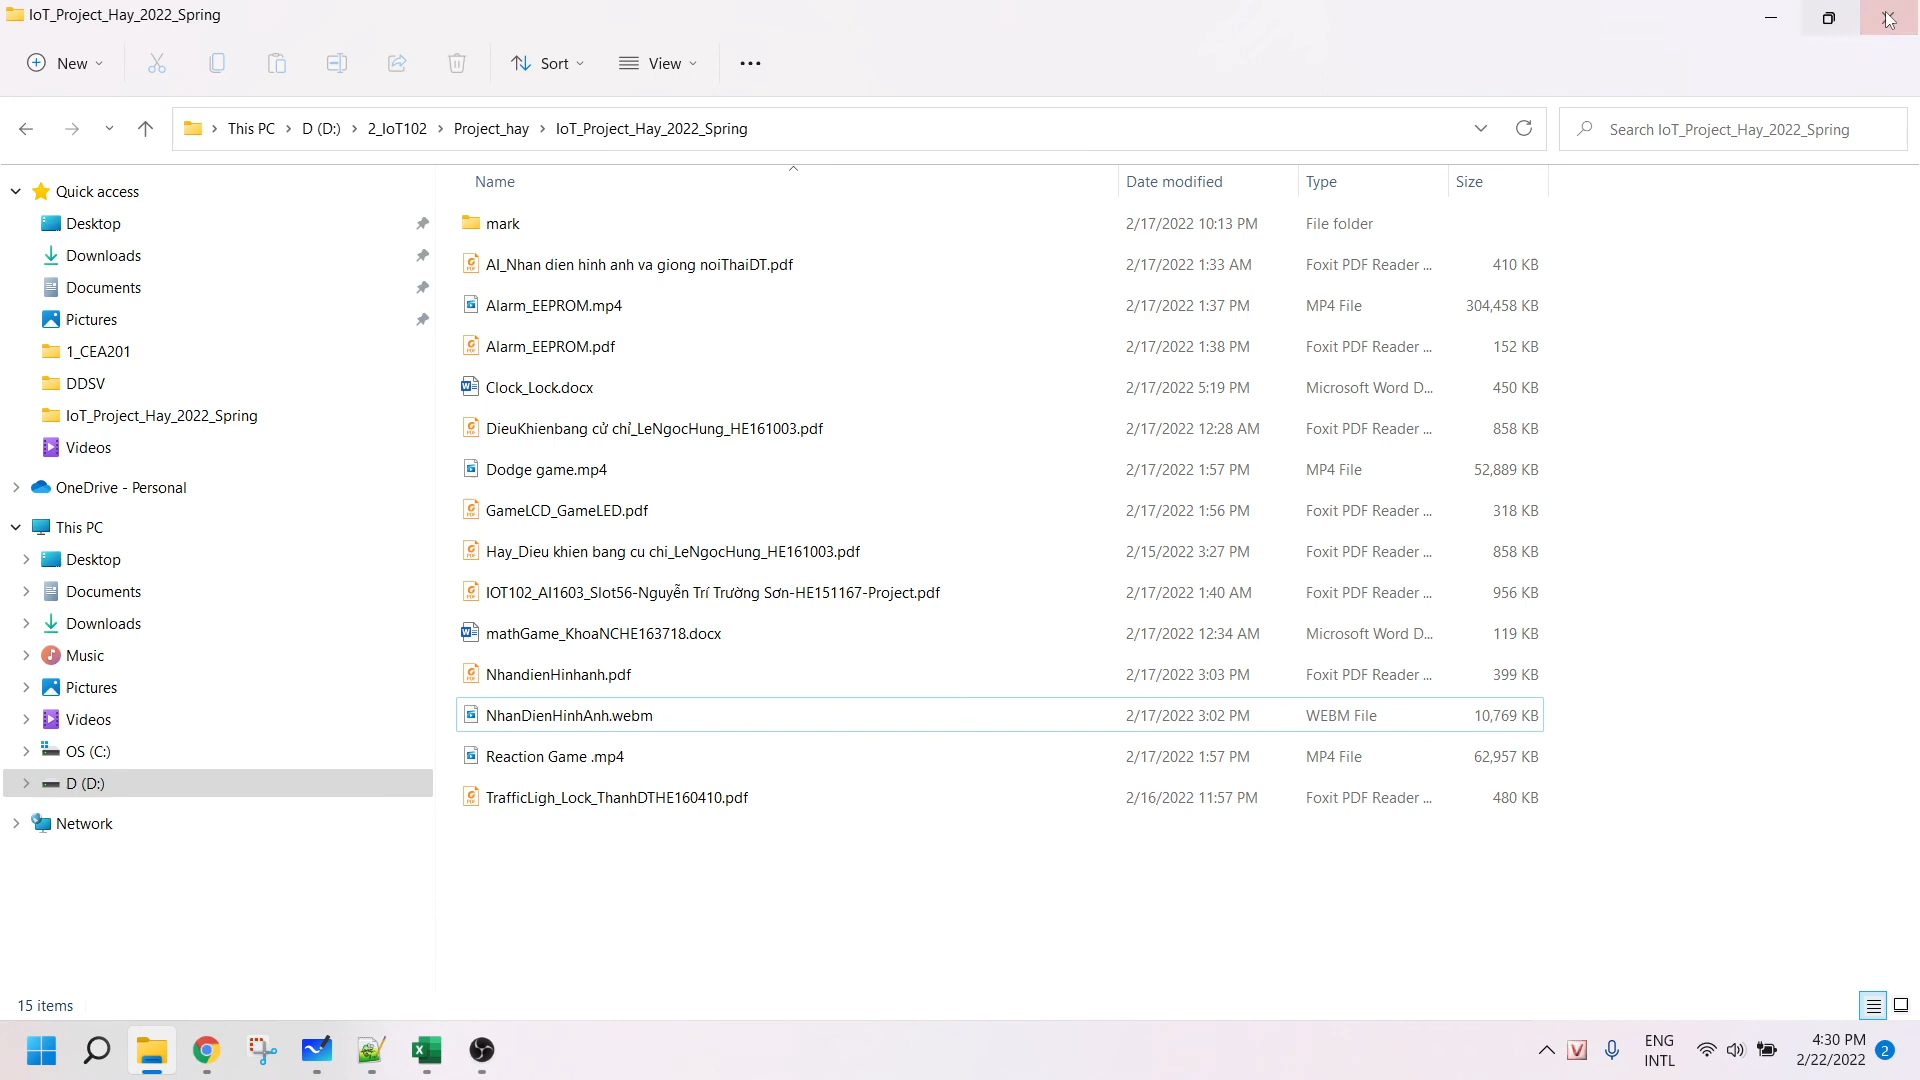 IoT_Project_Hay_2022_Spring
New
Sort
View
This PC > D (D:) > 2_IoT102 > Project_hay > IoT_Project_Hay_2022_Spring
Search IoT_Project_Hay_2022_Spring
Quick access
Desktop
Downloads
Documents
Pictures
1_CEA201
DDSV
IoT_Project_Hay_2022_Spring
Videos
OneDrive - Personal
This PC
Desktop
Documents
Downloads
Music
Pictures
Videos
OS (C:)
D (D:)
Network
Name Date modified Type Size
mark 2/17/2022 10:13 PM File folder
AI_Nhan dien hinh anh va giong noiThaiDT.pdf 2/17/2022 1:33 AM Foxit PDF Reader ... 410 KB
Alarm_EEPROM.mp4 2/17/2022 1:37 PM MP4 File 304,458 KB
Alarm_EEPROM.pdf 2/17/2022 1:38 PM Foxit PDF Reader ... 152 KB
Clock_Lock.docx 2/17/2022 5:19 PM Microsoft Word D... 450 KB
DieuKhienbang cử chỉ_LeNgocHung_HE161003.pdf 2/17/2022 12:28 AM Foxit PDF Reader ... 858 KB
Dodge game.mp4 2/17/2022 1:57 PM MP4 File 52,889 KB
GameLCD_GameLED.pdf 2/17/2022 1:56 PM Foxit PDF Reader ... 318 KB
Hay_Dieu khien bang cu chi_LeNgocHung_HE161003.pdf 2/15/2022 3:27 PM Foxit PDF Reader ... 858 KB
IOT102_AI1603_Slot56-Nguyễn Trí Trường Sơn-HE151167-Project.pdf 2/17/2022 1:40 AM Foxit PDF Reader ... 956 KB
mathGame_KhoaNCHE163718.docx 2/17/2022 12:34 AM Microsoft Word D... 119 KB
NhandienHinhanh.pdf 2/17/2022 3:03 PM Foxit PDF Reader ... 399 KB
NhanDienHinhAnh.webm 2/17/2022 3:02 PM WEBM File 10,769 KB
Reaction Game .mp4 2/17/2022 1:57 PM MP4 File 62,957 KB
TrafficLigh_Lock_ThanhDTHE160410.pdf 2/16/2022 11:57 PM Foxit PDF Reader ... 480 KB
15 items
ENG
INTL
4:30 PM
2/22/2022
2